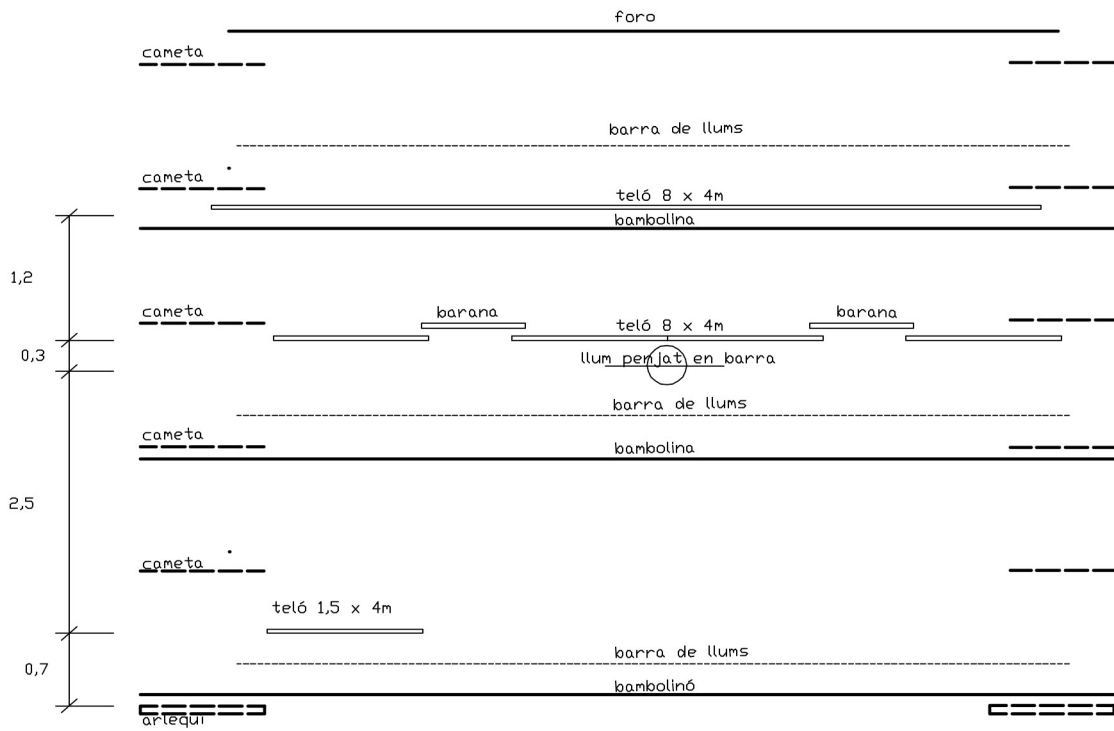 foro
cameta
barra de llums
cameta
teló 8 x 4m
bambolina
1,2
cameta
barana
barana
teló 8 x 4m
0,3
llum penjat en barra
barra de llums
cameta
bambolina
2,5
cameta
teló 1,5 x 4m
barra de llums
0,7
bambolinó
arlequí